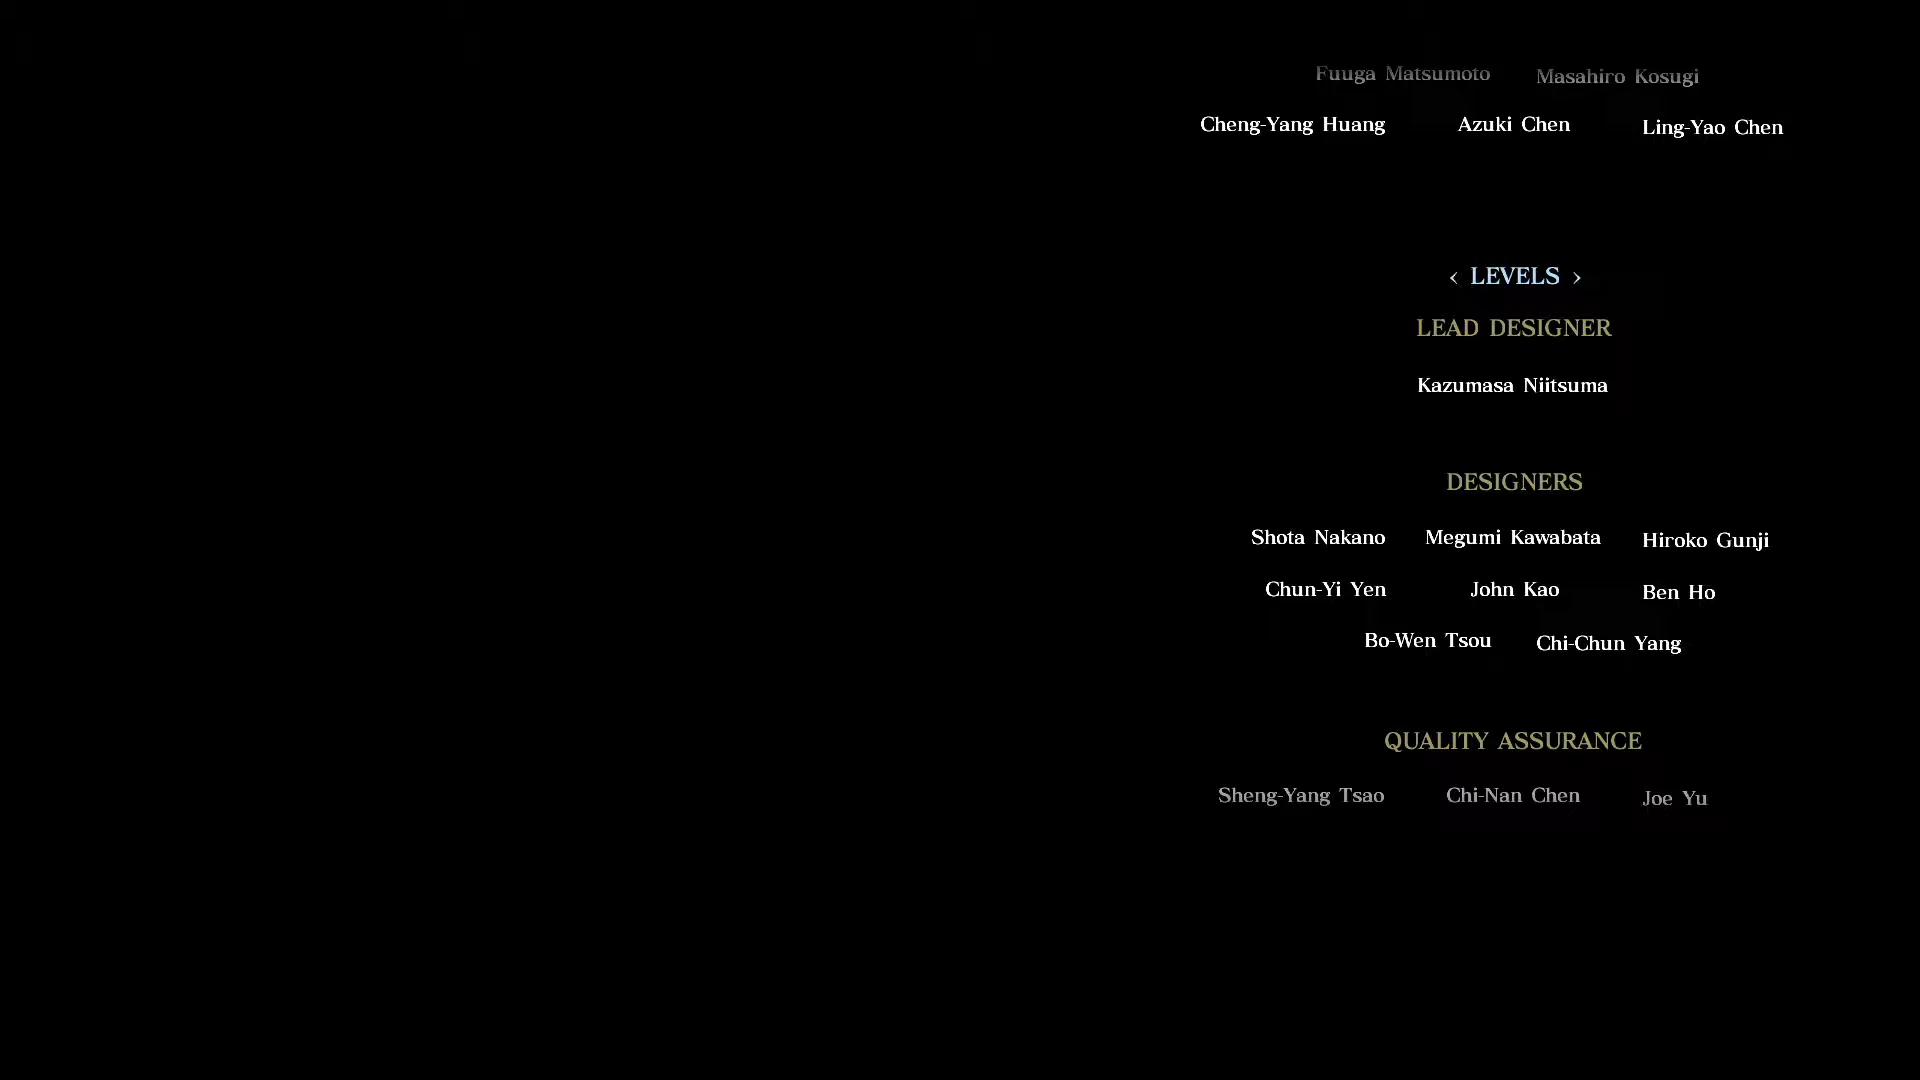 Fuuga Matsumoto Masahiro Kosugi
Cheng-Yang Huang Azuki Chen Ling-Yao Chen
‹ LEVELS ›
LEAD DESIGNER
Kazumasa Niitsuma
DESIGNERS
Shota Nakano Megumi Kawabata Hiroko Gunji
Chun-Yi Yen John Kao Ben Ho
Bo-Wen Tsou Chi-Chun Yang
QUALITY ASSURANCE
Sheng-Yang Tsao Chi-Nan Chen Joe Yu